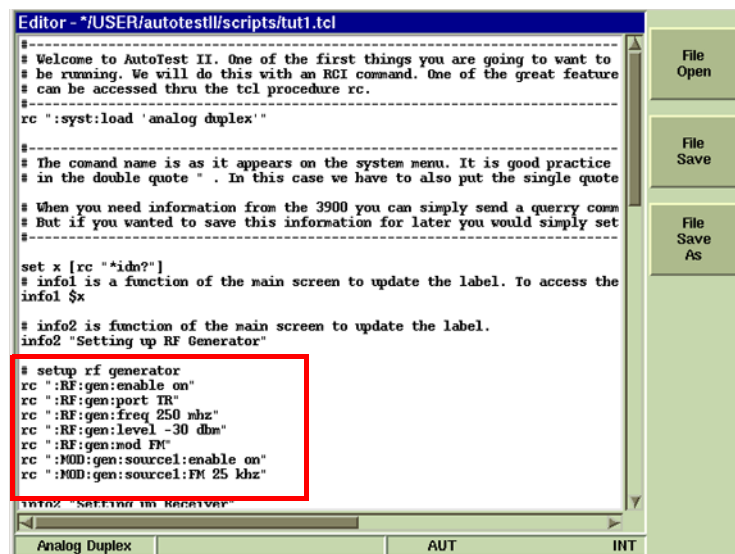 Editor - */USER/autotestII/scripts/tut1.tcl
#-----------------------------------------------------------------------
# Welcome to AutoTest II. One of the first things you are going to want to
# be running. We will do this with an RCI command. One of the great feature
# can be accessed thru the tcl procedure rc.
#-----------------------------------------------------------------------
rc ":syst:load 'analog duplex'"
#-----------------------------------------------------------------------
# The comand name is as it appears on the system menu. It is good practice
# in the double quote " . In this case we have to also put the single quote
# When you need information from the 3900 you can simply send a querry comm
# But if you wanted to save this information for later you would simply set
#-----------------------------------------------------------------------
set x [rc "*idn?"]
# info1 is a function of the main screen to update the label. To access the
info1 $x
# info2 is function of the main screen to update the label.
info2 "Setting up RF Generator"
# setup rf generator
rc ":RF:gen:enable on"
rc ":RF:gen:port TR"
rc ":RF:gen:freq 250 mhz"
rc ":RF:gen:level -30 dbm"
rc ":RF:gen:mod FM"
rc ":MOD:gen:source1:enable on"
rc ":MOD:gen:source1:FM 25 khz"
info2 "Setting up Receiver"
File
Open
File
Save
File
Save
As
Analog Duplex
AUT
INT